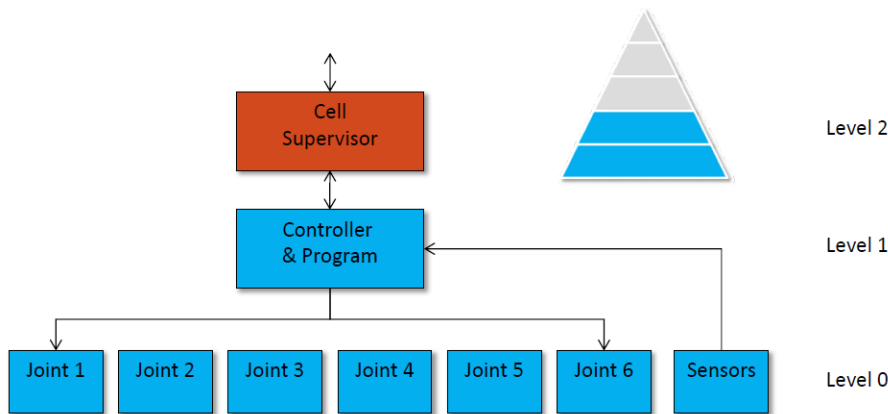 Cell
Supervisor
Level 2
Controller
& Program
Level 1
Joint 1
Joint 2
Joint 3
Joint 4
Joint 5
Joint 6
Sensors
Level 0